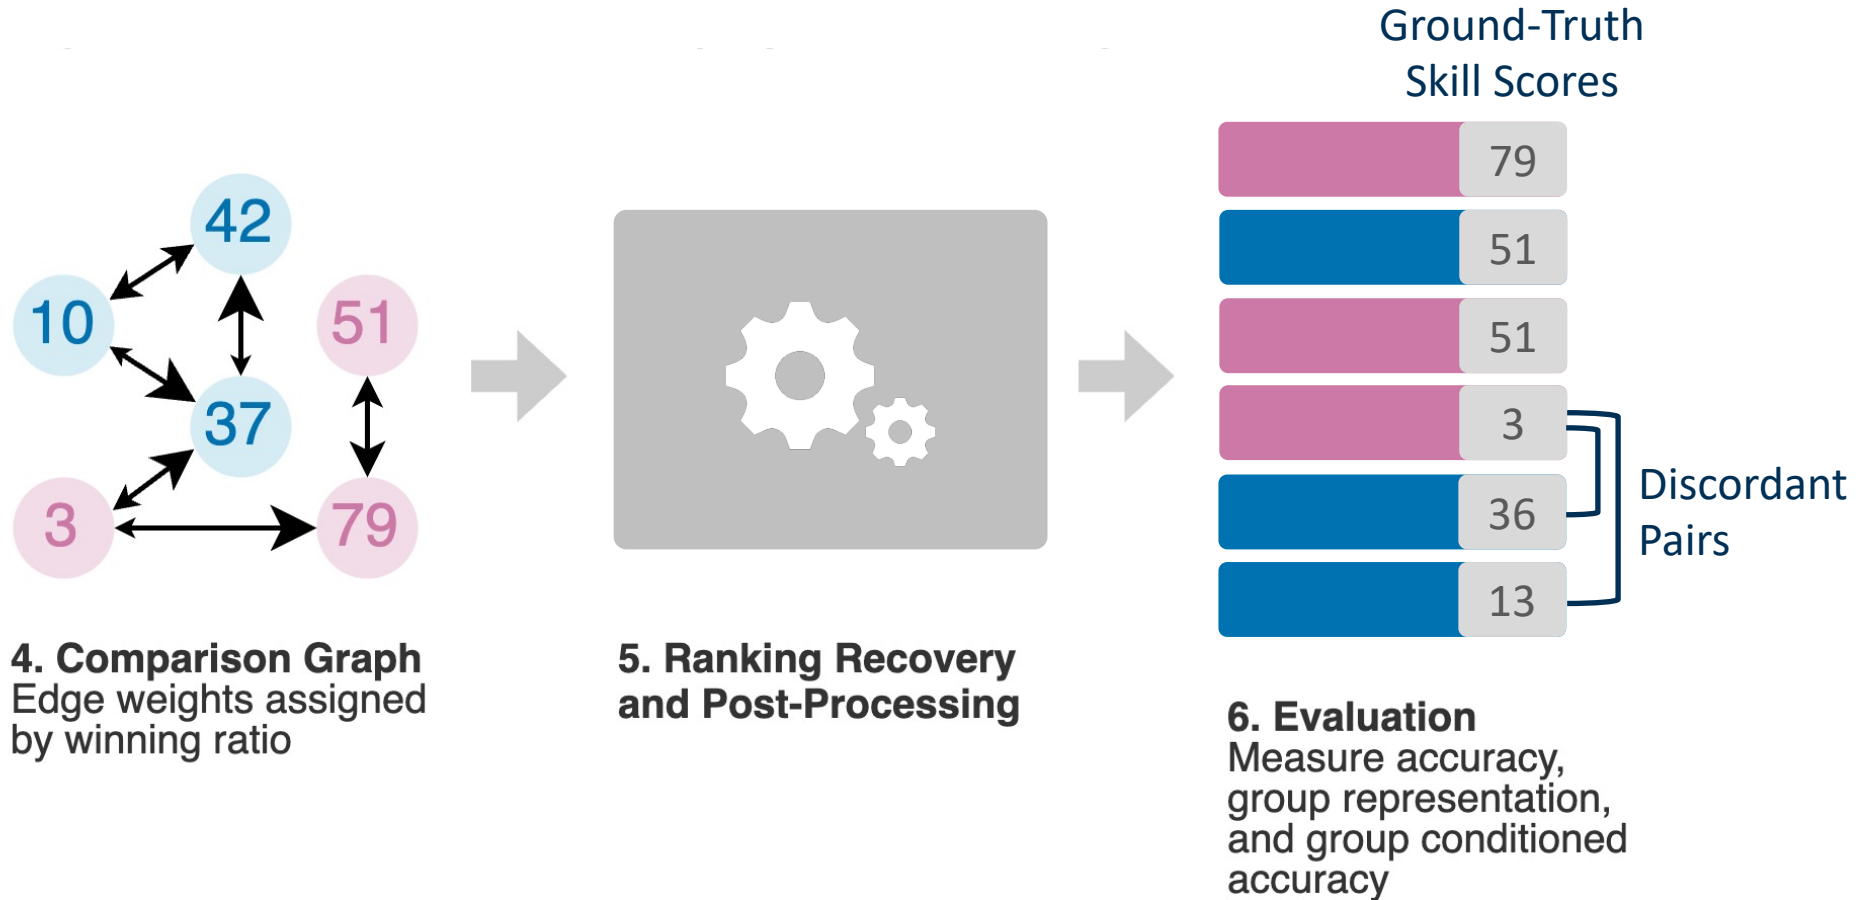 Ground-Truth
Skill Scores
42
10
51
37
3
79
79
51
51
3
36
13
Discordant
Pairs
4. Comparison Graph
Edge weights assigned
by winning ratio
5. Ranking Recovery
and Post-Processing
6. Evaluation
Measure accuracy,
group representation,
and group conditioned
accuracy